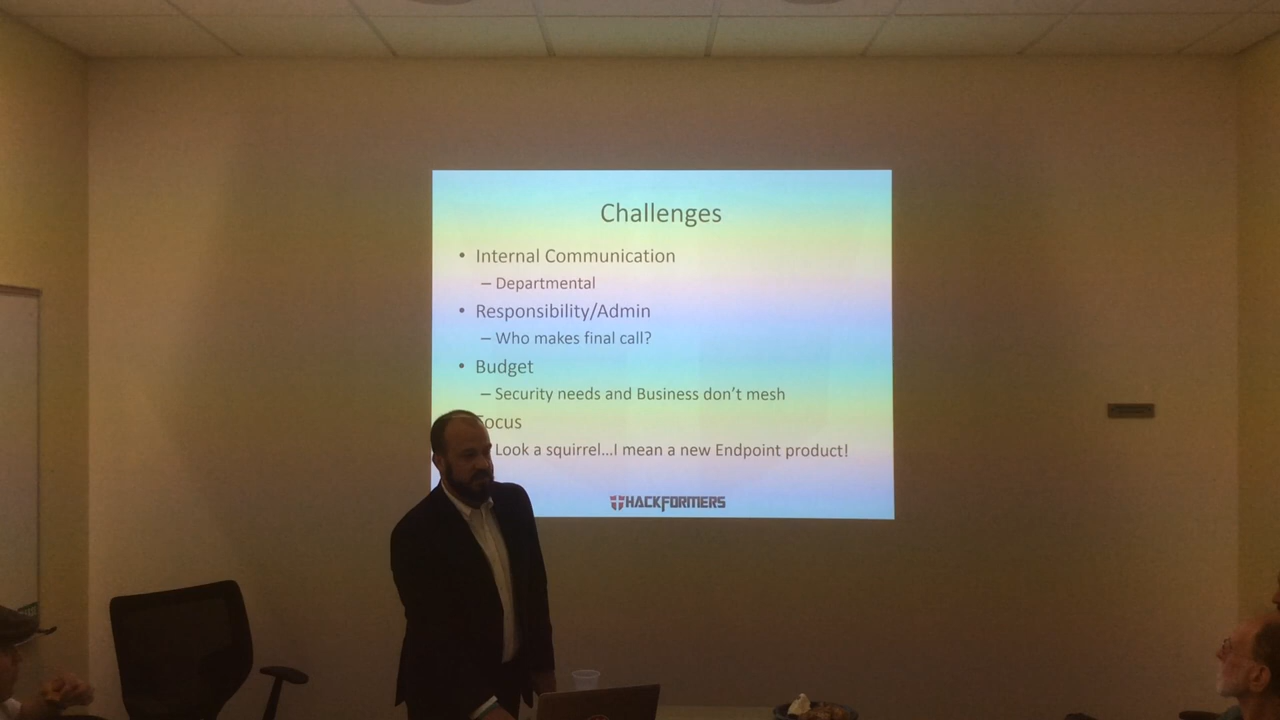 Challenges
• Internal Communication
– Departmental
• Responsibility/Admin
– Who makes final call?
• Budget
– Security needs and Business don't mesh
Focus
Look a squirrel...I mean a new Endpoint product!
HACKFORMERS